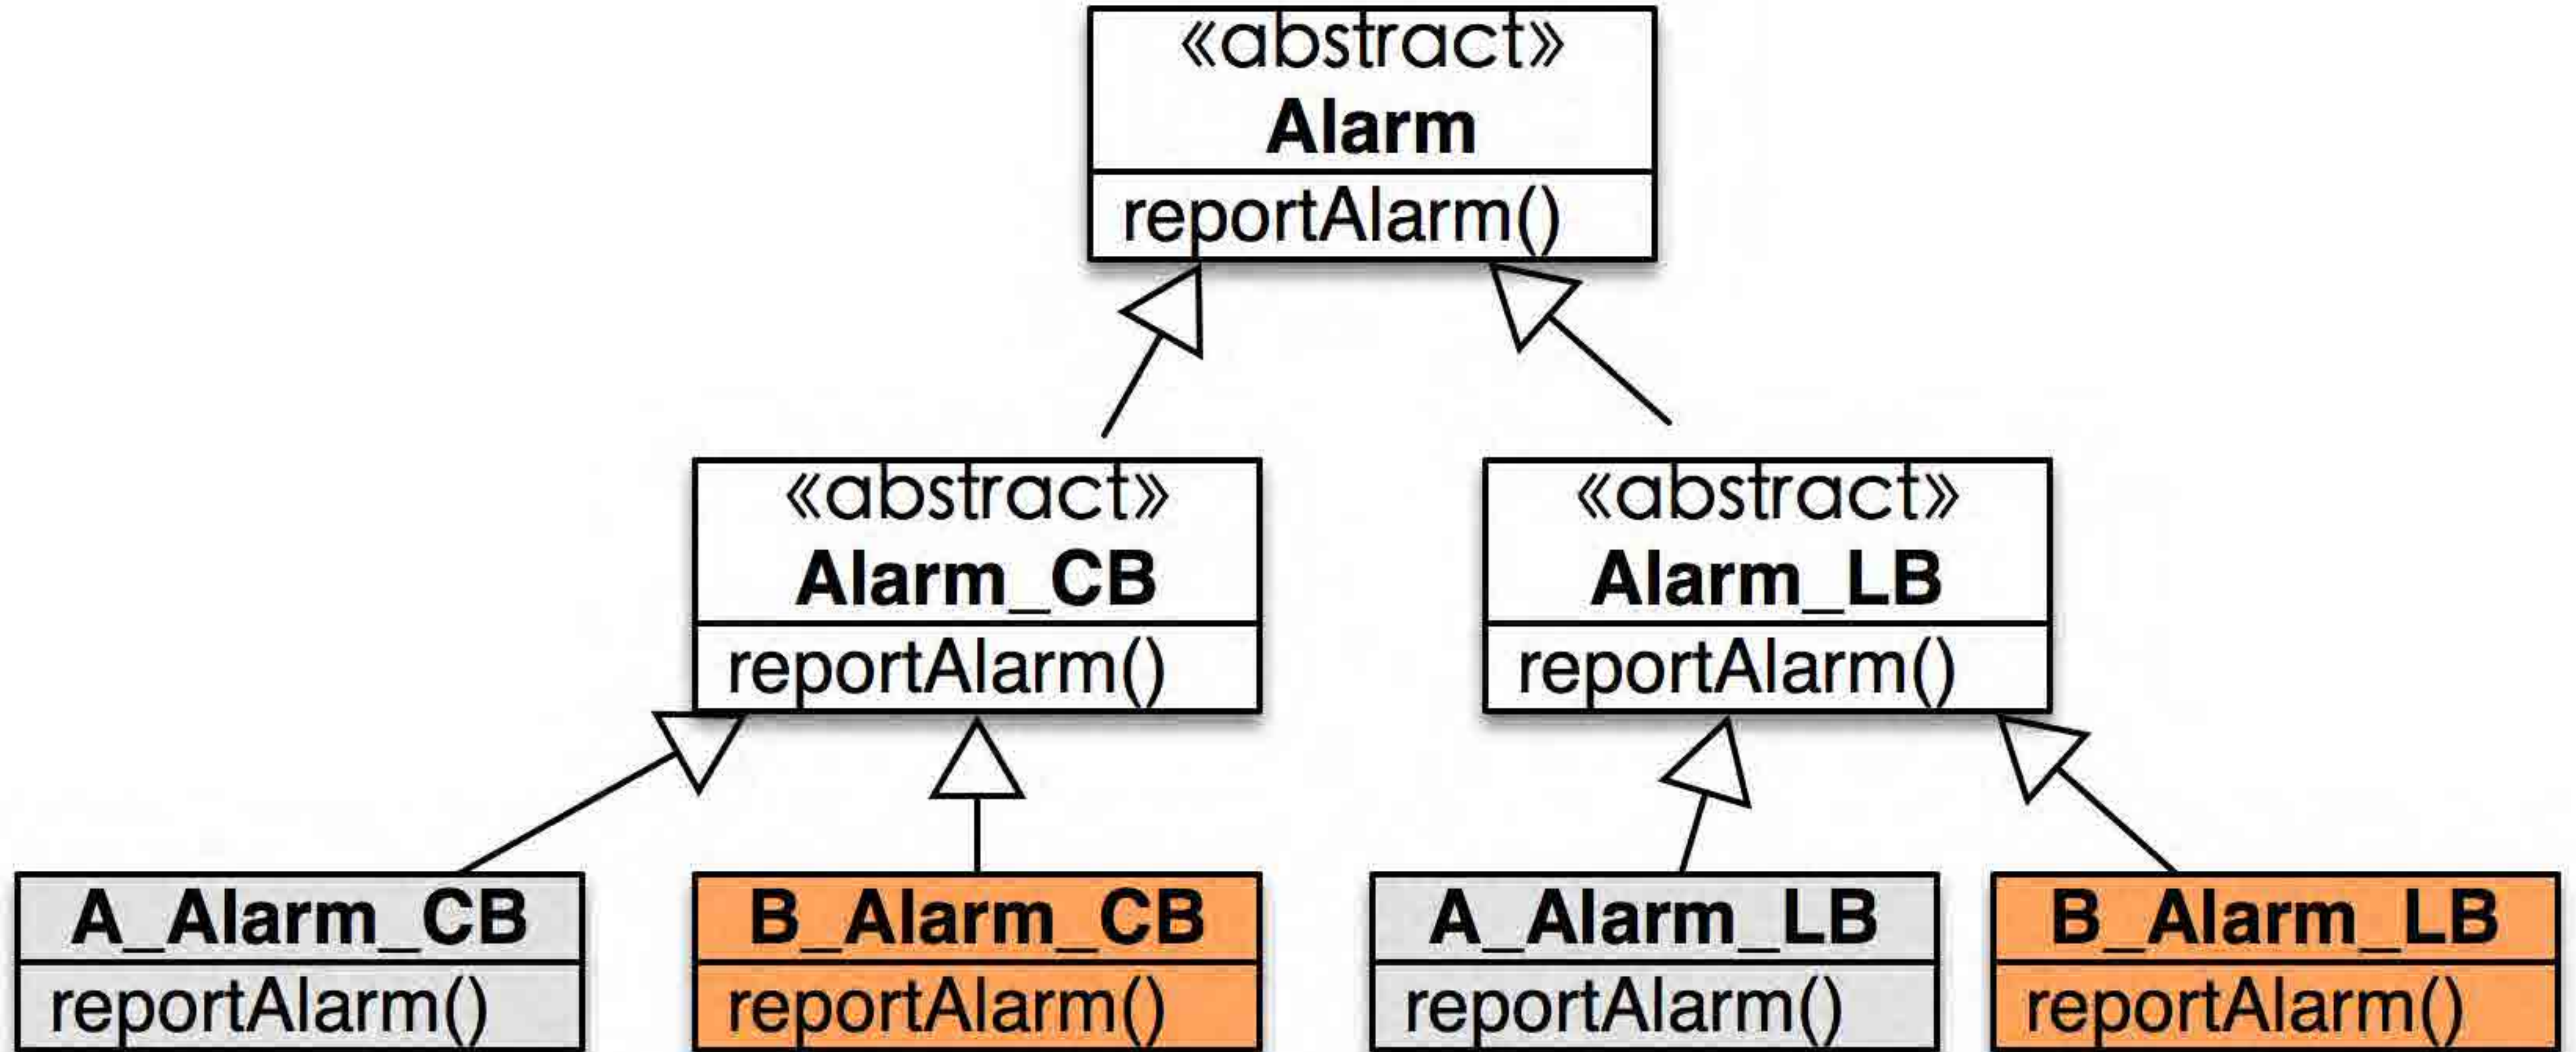 «abstract»
Alarm
reportAlarm()
«abstract»
Alarm_CB
reportAlarm()
«abstract»
Alarm_LB
reportAlarm()
A_Alarm_CB
reportAlarm()
B_Alarm_CB
reportAlarm()
A_Alarm_LB
reportAlarm()
B_Alarm_LB
reportAlarm()